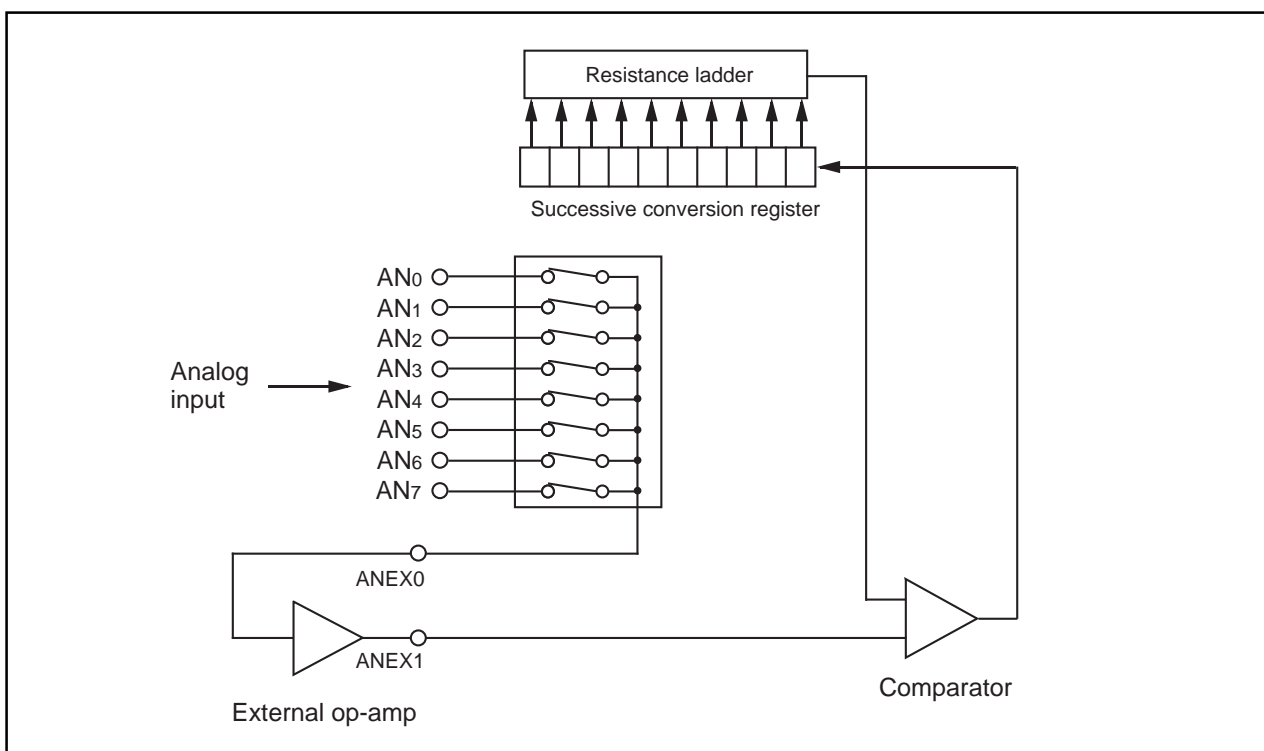 Resistance ladder
Successive conversion register
AN0
AN1
AN2
AN3
AN4
AN5
AN6
AN7
Analog
input
ANEX0
ANEX1
External op-amp
Comparator